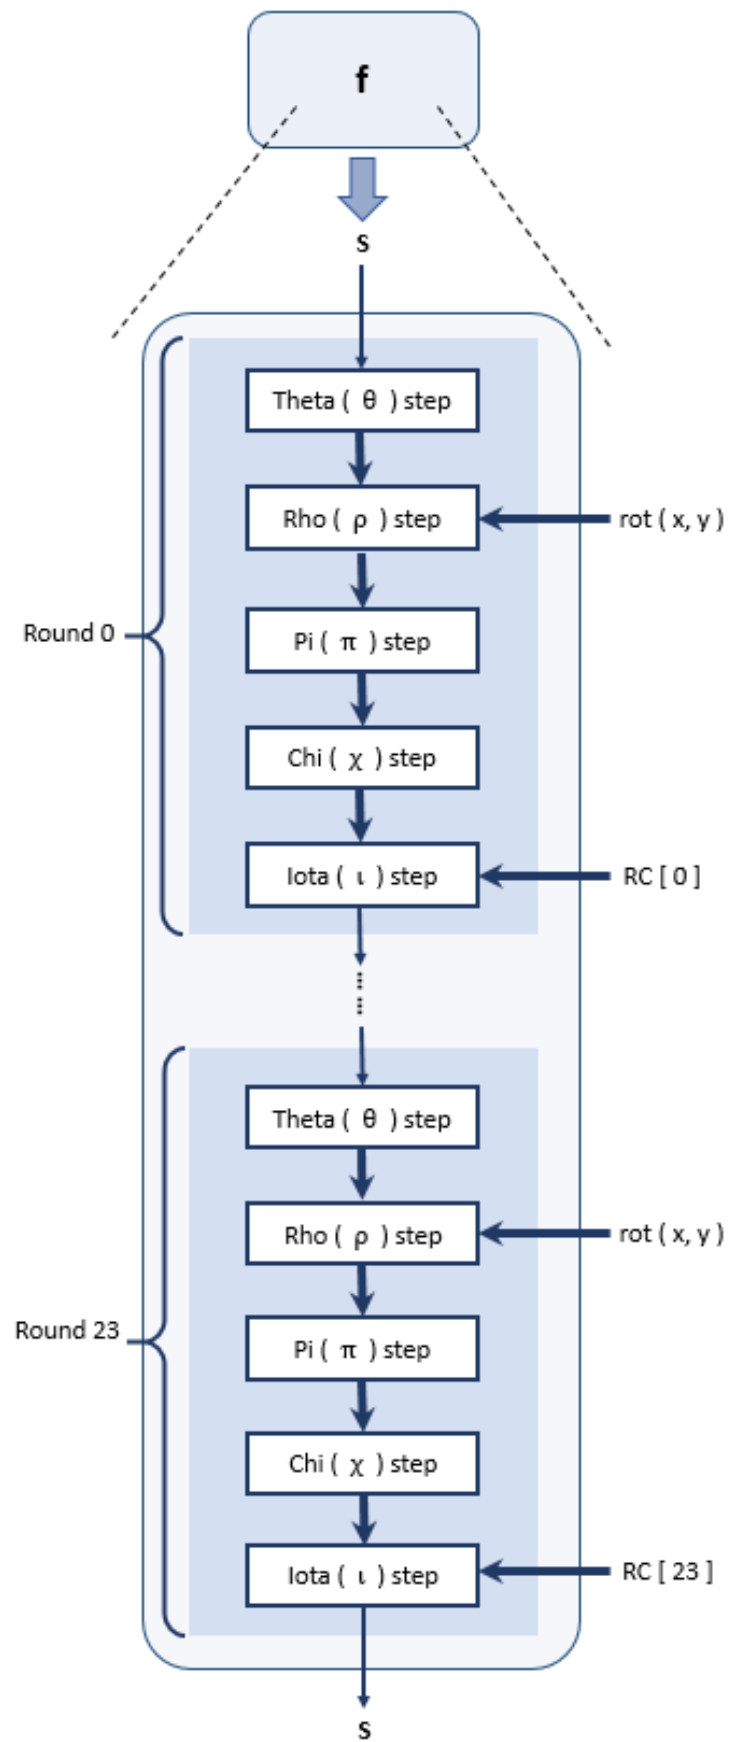 f
s
Theta ( θ ) step
Rho ( ρ ) step
rot ( x, y )
Pi ( π ) step
Round 0
Chi ( χ ) step
Iota ( ι ) step
RC [ 0 ]
Theta ( θ ) step
Rho ( ρ ) step
rot ( x, y )
Round 23
Pi ( π ) step
Chi ( χ ) step
Iota ( ι ) step
RC [ 23 ]
s